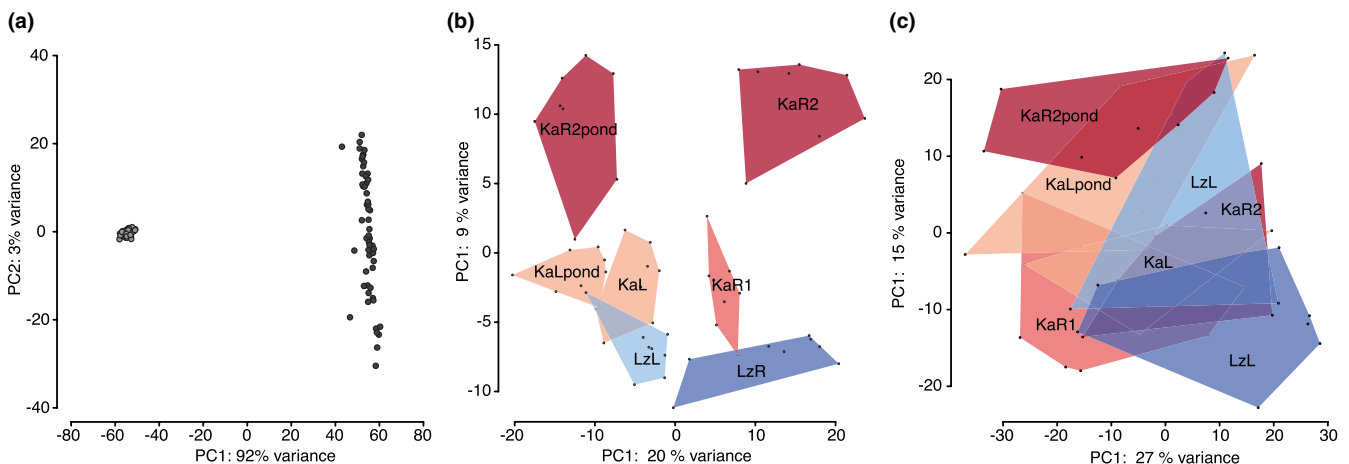 (a)
40
20
0
-20
-40
-80
-60
-40
-20
0
20
40
60
80
PC2: 3% variance
PC1: 92% variance
(b)
15
10
5
0
-5
-10
-20
-10
0
10
20
PC1: 9 % variance
PC1: 20 % variance
KaR2pond
KaR2
KaLpond
KaL
KaR1
LzL
LzR
(c)
20
10
0
-10
-20
-30
-20
-10
0
10
20
30
PC1: 15 % variance
PC1: 27 % variance
KaR2pond
KaLpond
LzL
KaR2
KaL
KaR1
LzL